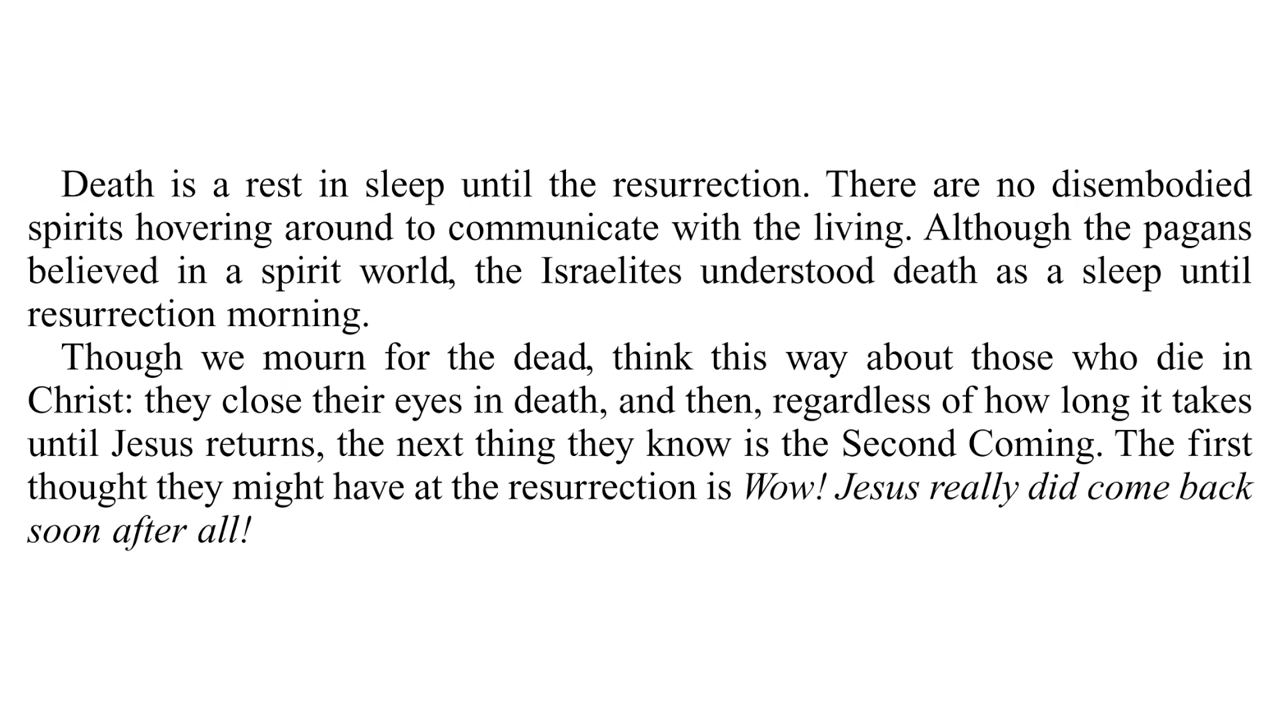 Death is a rest in sleep until the resurrection. There are no disembodied
spirits hovering around to communicate with the living. Although the pagans
believed in a spirit world, the Israelites understood death as a sleep until
resurrection morning.
Though we mourn for the dead, think this way about those who die in
Christ: they close their eyes in death, and then, regardless of how long it takes
until Jesus returns, the next thing they know is the Second Coming. The first
thought they might have at the resurrection is Wow! Jesus really did come back
soon after all!